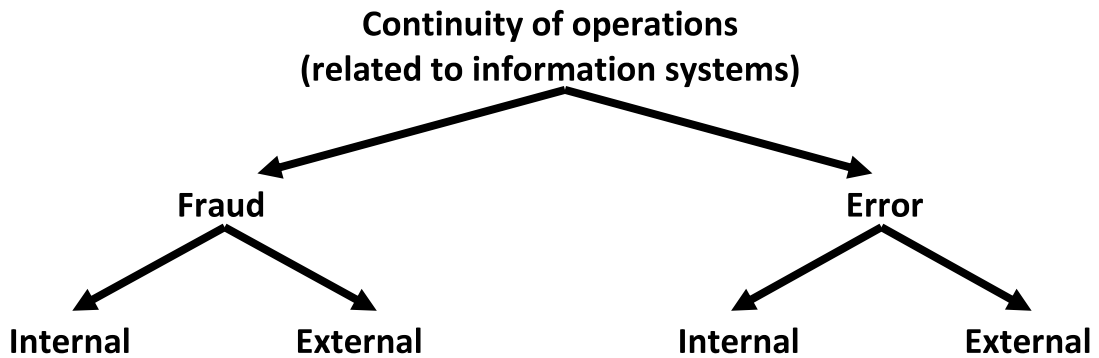 Continuity of operations
(related to information systems)
Fraud
Error
Internal
External
Internal
External